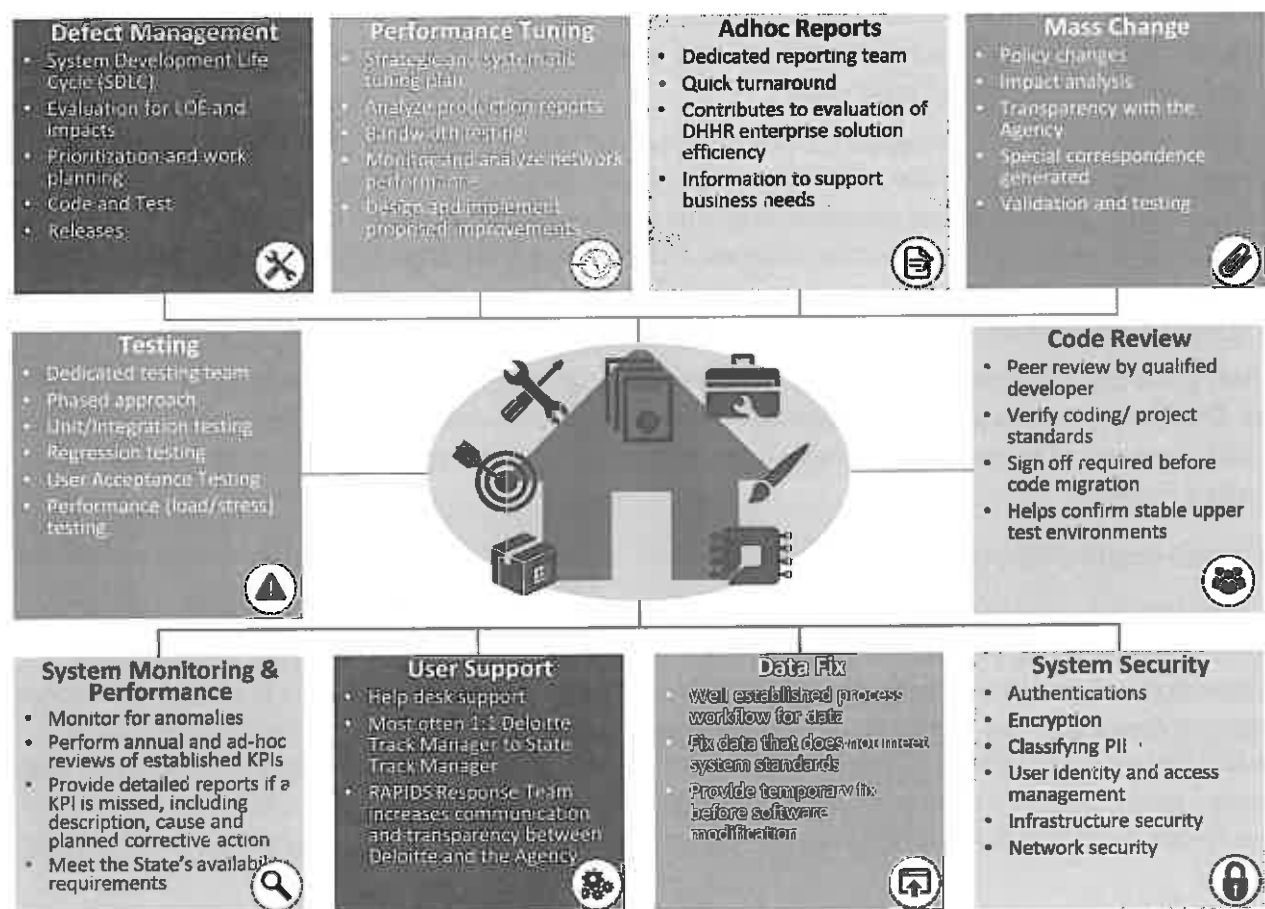 Defect Management
• System Development Life
Cycle (SDLC)
• Evaluation for LOE and
impacts
• Prioritization and work
planning
• Code and Test
• Releases
Performance Tuning
• Strategic and systematic
tuning plan
• Analyze production reports
• Bandwidth testing
• Monitor and analyze network
performance
• Design and implement
proposed improvements
Adhoc Reports
• Dedicated reporting team
• Quick turnaround
• Contributes to evaluation of
DHHR enterprise solution
efficiency
• Information to support
business needs
Mass Change
• Policy changes
• Impact analysis
• Transparency with the
Agency
• Special correspondence
generated
• Validation and testing
Testing
• Dedicated testing team
• Phased approach
• Unit/Integration testing
• Regression testing
• User Acceptance Testing
• Performance (load/stress)
testing
Code Review
• Peer review by qualified
developer
• Verify coding/ project
standards
• Sign off required before
code migration
• Helps confirm stable upper
test environments
System Monitoring &
Performance
• Monitor for anomalies
• Perform annual and ad-hoc
reviews of established KPIs
• Provide detailed reports if a
KPI is missed, including
description, cause and
planned corrective action
• Meet the State's availability
requirements
User Support
• Help desk support
• Most often 1:1 Deloitte
Track Manager to State
Track Manager
• RAPIDS Response Team
increases communication
and transparency between
Deloitte and the Agency
Data Fix
• Well established process
workflow for data
• Fix data that does not meet
system standards
• Provide temporary fix
before software
modification
System Security
• Authentications
• Encryption
• Classifying PII
• User identity and access
management
• Infrastructure security
• Network security